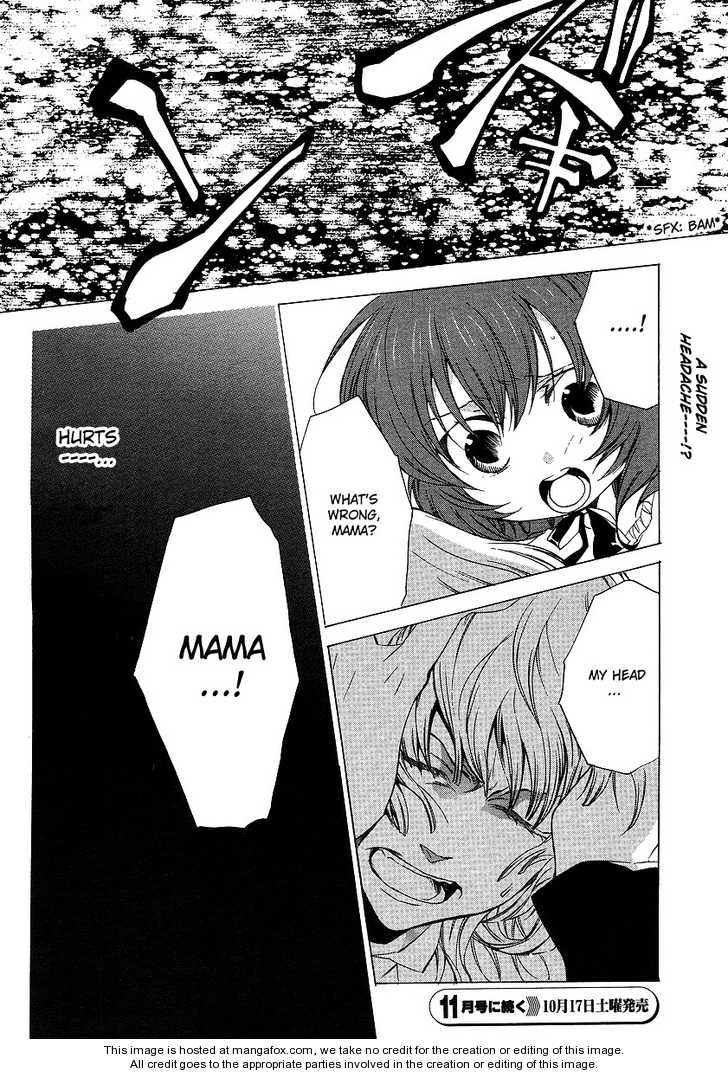 ズキン
*SFX: BAM*
....!
A SUDDEN
HEADACHE----!?
WHAT'S
WRONG,
MAMA?
MY HEAD
...
HURTS
----...
MAMA
...!
11月号に続く 10月17日土曜発売
This image is hosted at mangafox.com, we take no credit for the creation or editing of this image.
All credit goes to the appropriate parties involved in the creation or editing of this image.